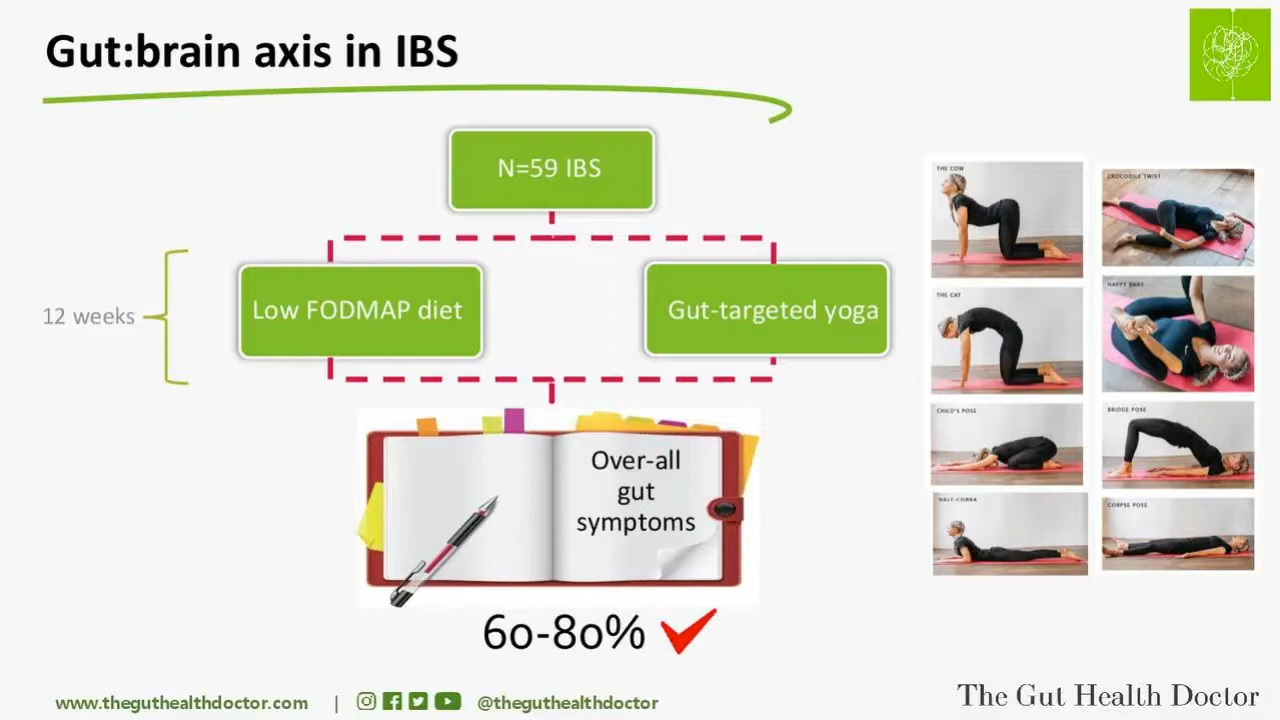 Gut:brain axis in IBS
N=59 IBS
12 weeks
Low FODMAP diet
Gut-targeted yoga
Over-all
gut
symptoms
60-80%
THE COW
CROCODILE TWIST
THE CAT
HAPPY BABY
CHILD'S POSE
BRIDGE POSE
HALF-COBRA
CORPSE POSE
www.theguthealthdoctor.com | @theguthealthdoctor
The Gut Health Doctor